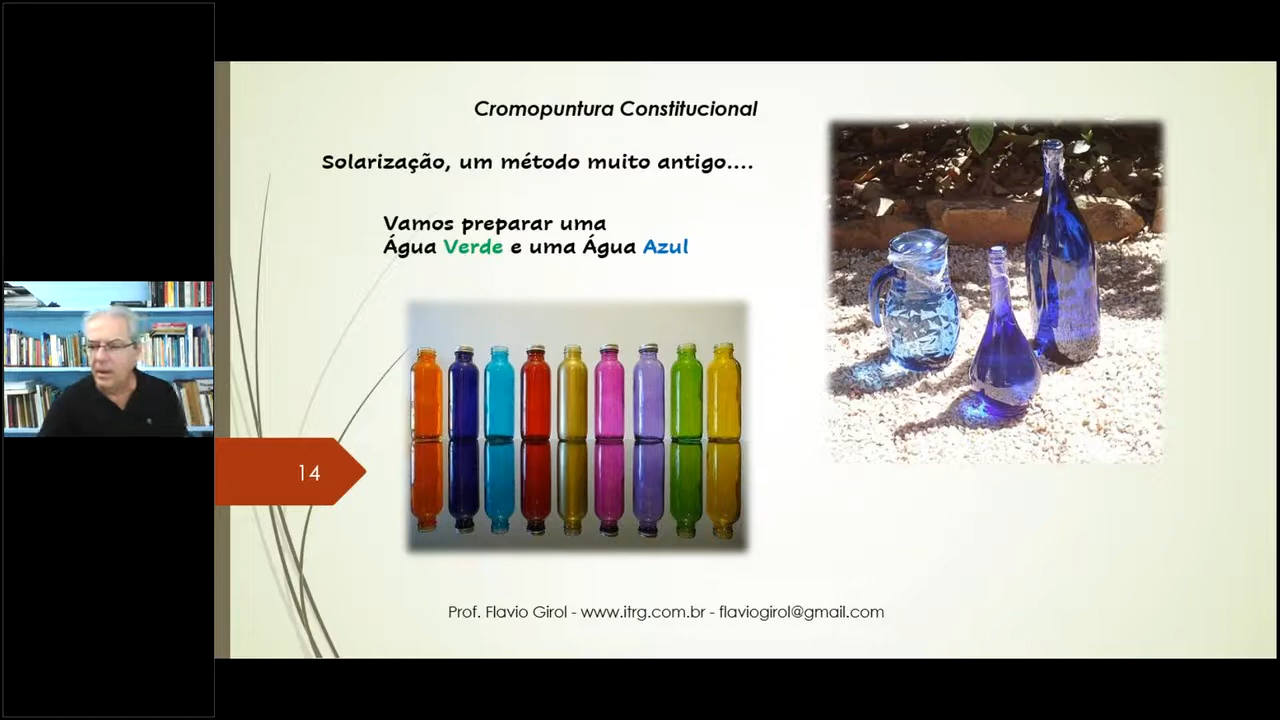 Cromopuntura Constitucional
Solarização, um método muito antigo....
Vamos preparar uma
Água Verde e uma Água Azul
14
Prof. Flavio Girol - www.itrg.com.br - flaviogirol@gmail.com